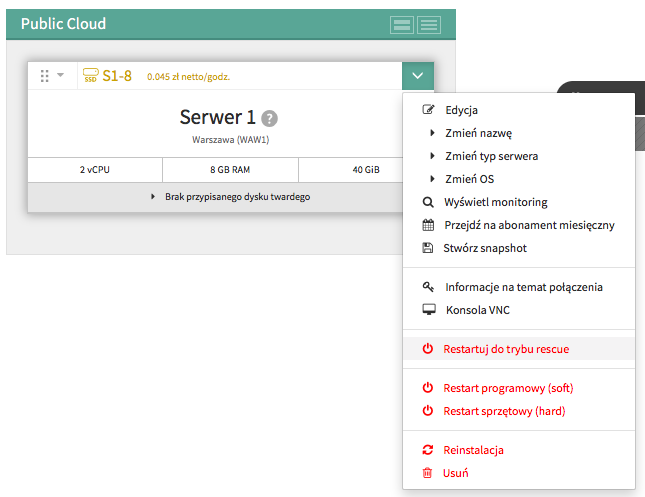 Public Cloud
SSD S1-8 0.045 zł netto/godz.
Serwer 1 ?
Warszawa (WAW1)
2 vCPU 8 GB RAM 40 GiB
Brak przypisanego dysku twardego
Edycja
Zmień nazwę
Zmień typ serwera
Zmień OS
Wyświetl monitoring
Przejdź na abonament miesięczny
Stwórz snapshot
Informacje na temat połączenia
Konsola VNC
Restartuj do trybu rescue
Restart programowy (soft)
Restart sprzętowy (hard)
Reinstalacja
Usuń